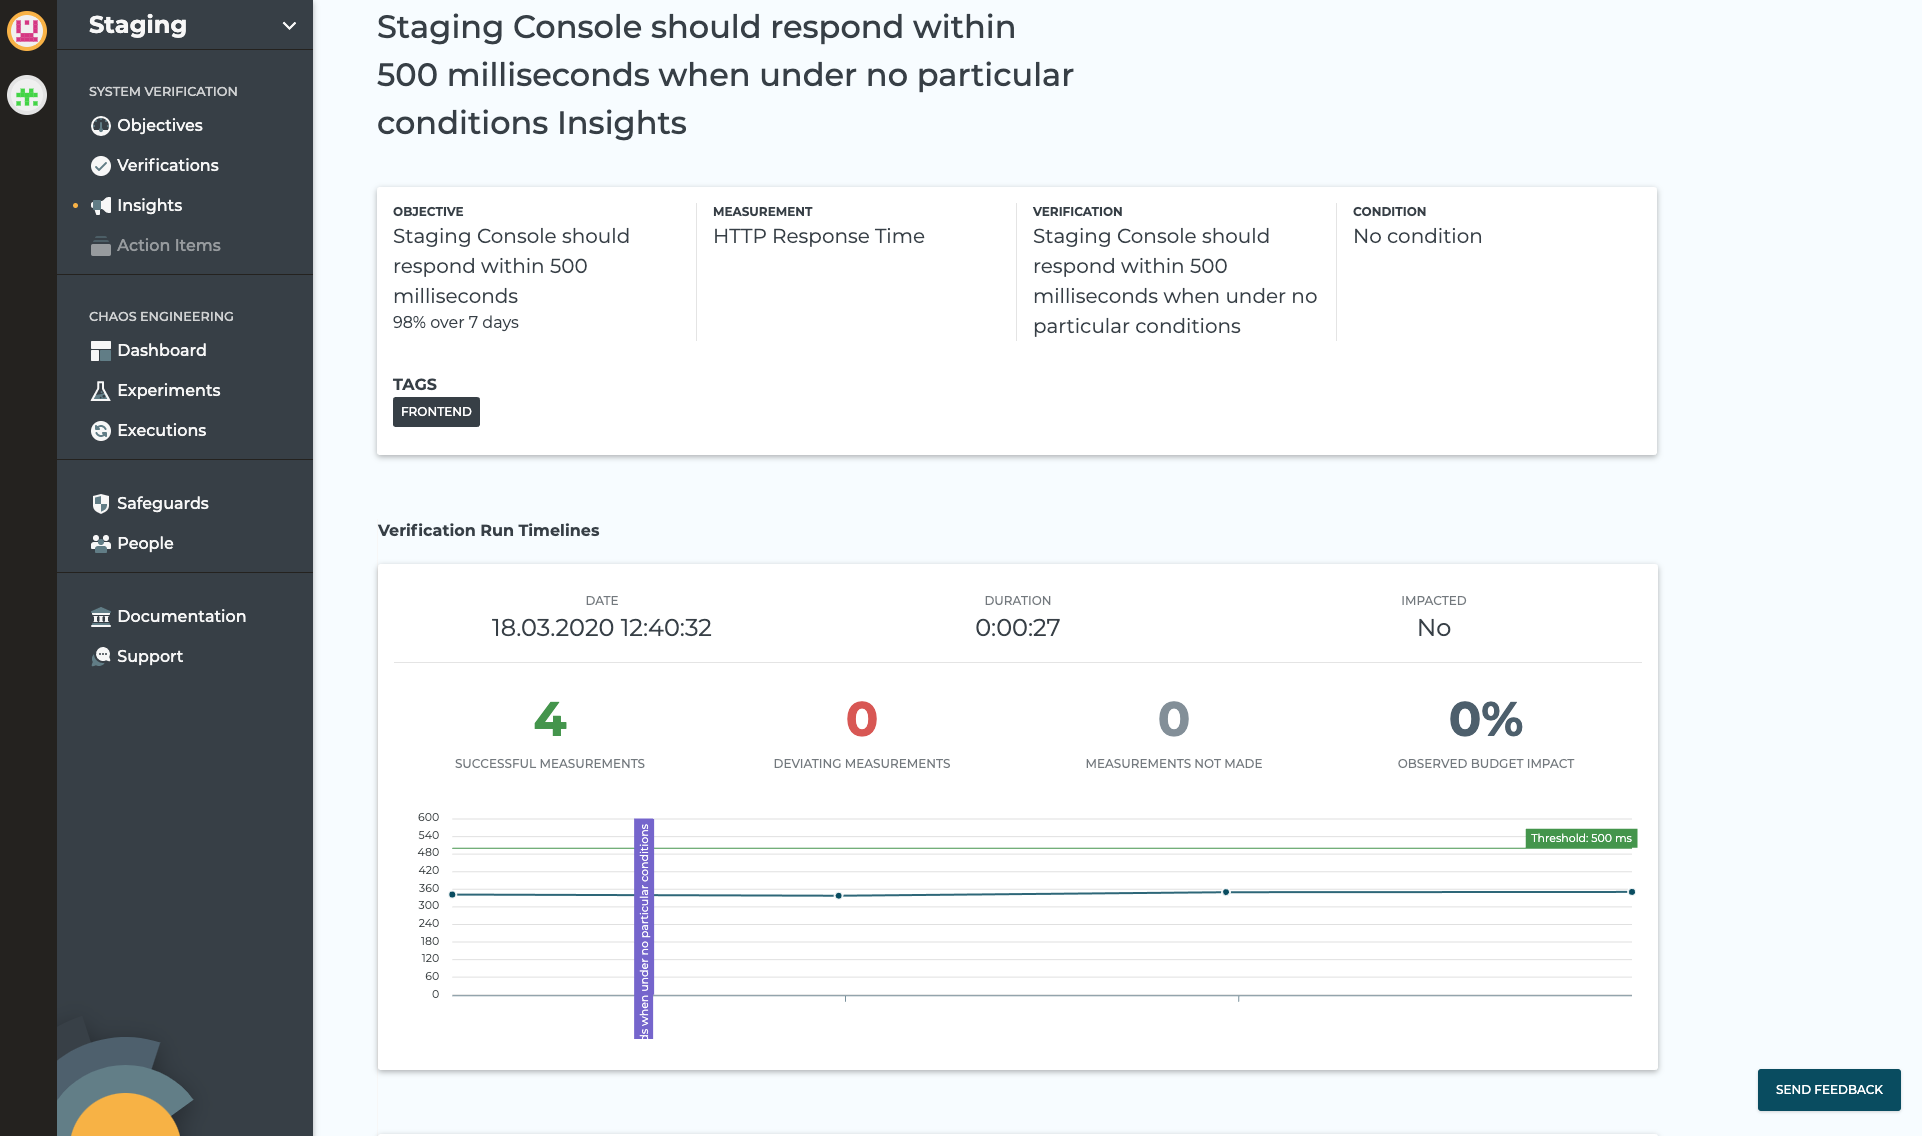 Staging
SYSTEM VERIFICATION
Objectives
Verifications
Insights
Action Items
CHAOS ENGINEERING
Dashboard
Experiments
Executions
Safeguards
People
Documentation
Support
Staging Console should respond within
500 milliseconds when under no particular
conditions Insights
OBJECTIVE
Staging Console should
respond within 500
milliseconds
98% over 7 days
MEASUREMENT
HTTP Response Time
VERIFICATION
Staging Console should
respond within 500
milliseconds when under no
particular conditions
CONDITION
No condition
TAGS
FRONTEND
Verification Run Timelines
DATE
18.03.2020 12:40:32
DURATION
0:00:27
IMPACTED
No
4
SUCCESSFUL MEASUREMENTS
0
DEVIATING MEASUREMENTS
0
MEASUREMENTS NOT MADE
0%
OBSERVED BUDGET IMPACT
600
540
480
420
360
300
240
180
120
60
0
Threshold: 500 ms
ds when under no particular conditions
SEND FEEDBACK